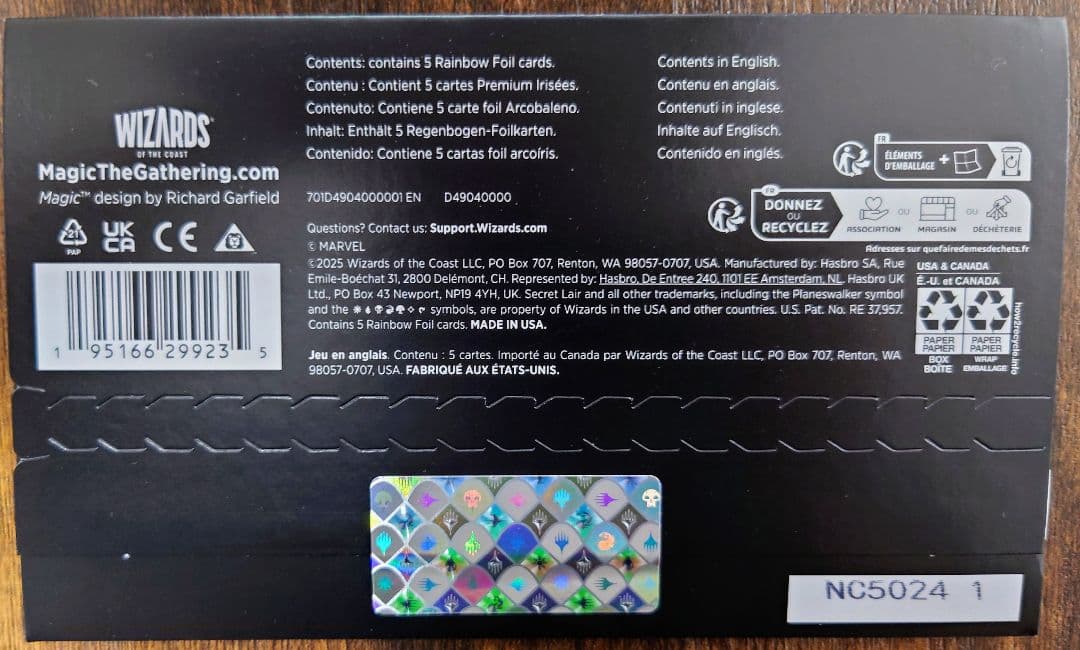 WIZARDS
OF THE COAST
MagicTheGathering.com
Magic™ design by Richard Garfield
21
PAP
UK
CA
CE
1 95166 29923 5
Contents: contains 5 Rainbow Foil cards.
Contenu : Contient 5 cartes Premium Irisées.
Contenuto: Contiene 5 carte foil Arcobaleno.
Inhalt: Enthält 5 Regenbogen-Foilkarten.
Contenido: Contiene 5 cartas foil arcoíris.
Contents in English.
Contenu en anglais.
Contenuti in inglese.
Inhalte auf Englisch.
Contenido en inglés.
701D4904000001 EN D49040000
Questions? Contact us: Support.Wizards.com
© MARVEL
©2025 Wizards of the Coast LLC, PO Box 707, Renton, WA 98057-0707, USA. Manufactured by: Hasbro SA, Rue
Emile-Boéchat 31, 2800 Delémont, CH. Represented by: Hasbro, De Entree 240, 1101 EE Amsterdam, NL. Hasbro UK
Ltd., PO Box 43 Newport, NP19 4YH, UK. Secret Lair and all other trademarks, including the Planeswalker symbol
and the symbols, are property of Wizards in the USA and other countries. U.S. Pat. No. RE 37,957.
Contains 5 Rainbow Foil cards. MADE IN USA.
Jeu en anglais. Contenu : 5 cartes. Importé au Canada par Wizards of the Coast LLC, PO Box 707, Renton, WA
98057-0707, USA. FABRIQUÉ AUX ÉTATS-UNIS.
FR
ÉLÉMENTS
D'EMBALLAGE +
FR
DONNEZ
OU
RECYCLEZ
ASSOCIATION OU MAGASIN OU DÉCHÈTERIE
Adresses sur quefairedemesdechets.fr
USA & CANADA
É.-U. et CANADA
PAPER
PAPIER
BOX
BOÎTE
PAPER
PAPIER
WRAP
EMBALLAGE
how2recycle.info
NC5024 1